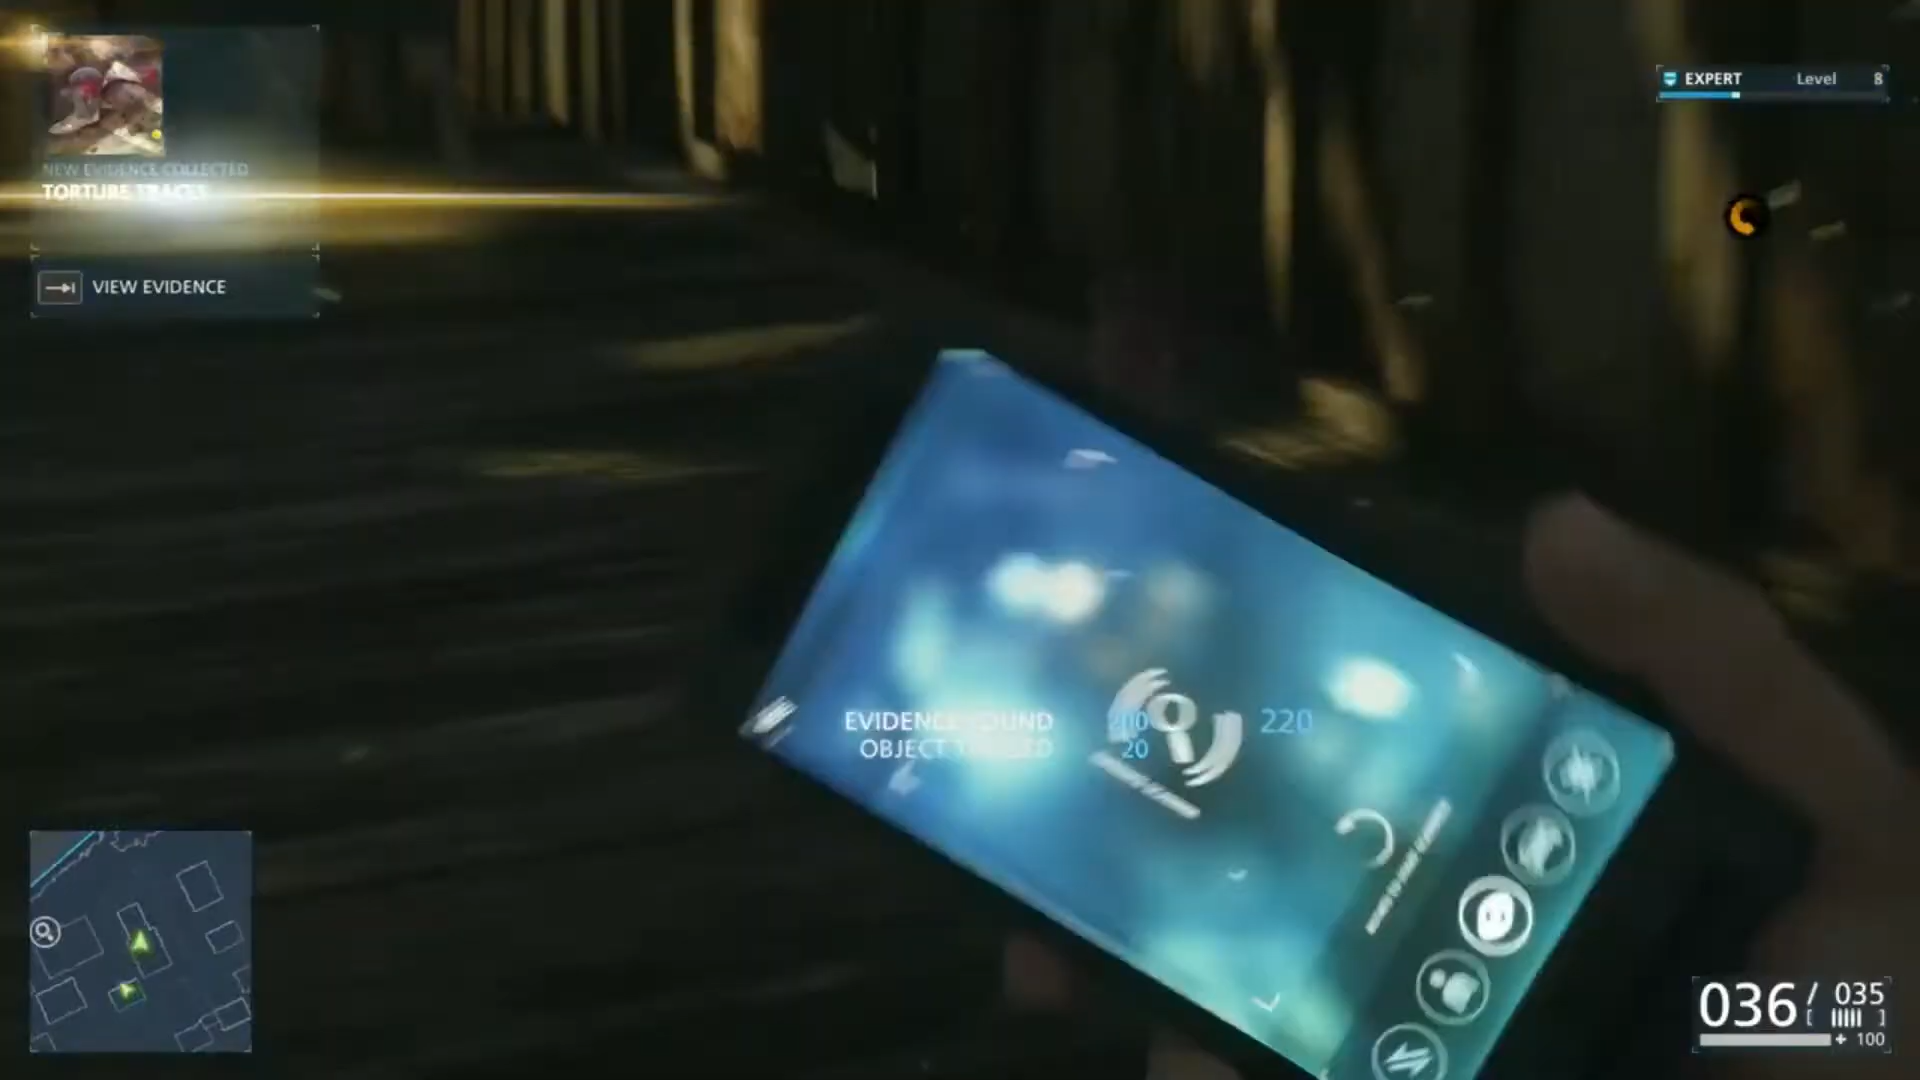 NEW EVIDENCE COLLECTED
TORTURE TRACES
VIEW EVIDENCE
EXPERT Level 8
EVIDENCE FOUND 200 220
OBJECT 20
036/ 035
+ 100